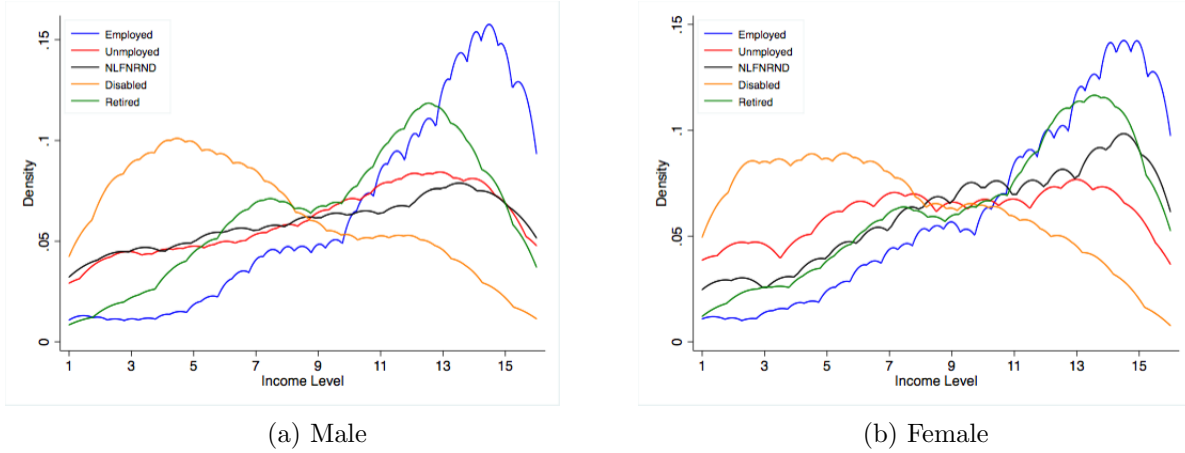 .15
.1
.05
0
Density
Employed
Unmployed
NLFNRND
Disabled
Retired
1 3 5 7 9 11 13 15
Income Level
(a) Male
.15
.1
.05
0
Density
Employed
Unmployed
NLFNRND
Disabled
Retired
1 3 5 7 9 11 13 15
Income Level
(b) Female